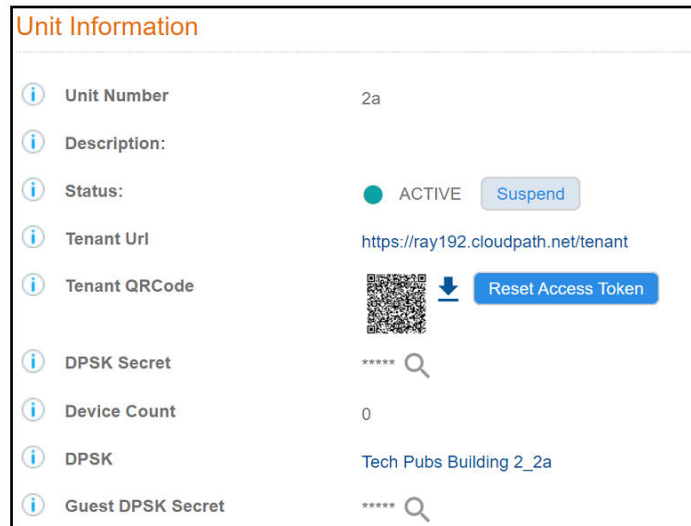 Unit Information
Unit Number 2a
Description:
Status: ACTIVE Suspend
Tenant Url https://ray192.cloudpath.net/tenant
Tenant QRCode Reset Access Token
DPSK Secret *****
Device Count 0
DPSK Tech Pubs Building 2_2a
Guest DPSK Secret *****